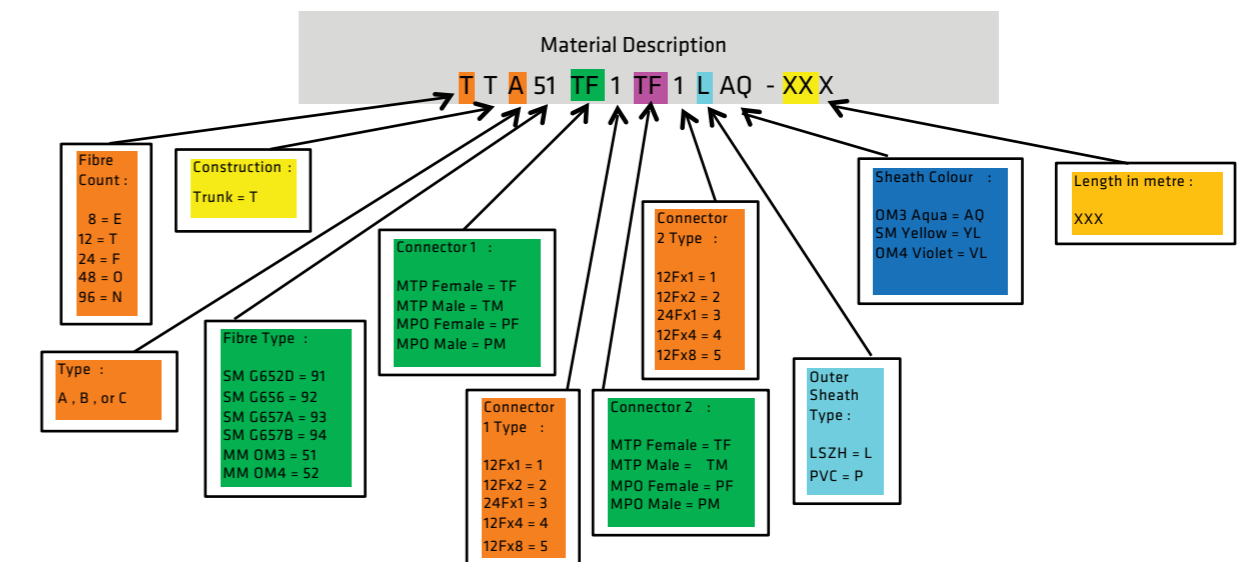 Material Description
T T A 51 TF 1 TF 1 L AQ - XXX
Fibre
Count :
8 = E
12 = T
24 = F
48 = O
96 = N
Construction :
Trunk = T
Type :
A , B , or C
Fibre Type :
SM G652D = 91
SM G656 = 92
SM G657A = 93
SM G657B = 94
MM OM3 = 51
MM OM4 = 52
Connector 1 :
MTP Female = TF
MTP Male = TM
MPO Female = PF
MPO Male = PM
Connector
1 Type :
12Fx1 = 1
12Fx2 = 2
24Fx1 = 3
12Fx4 = 4
12Fx8 = 5
Connector 2 :
MTP Female = TF
MTP Male = TM
MPO Female = PF
MPO Male = PM
Connector
2 Type :
12Fx1 = 1
12Fx2 = 2
24Fx1 = 3
12Fx4 = 4
12Fx8 = 5
Outer
Sheath
Type :
LSZH = L
PVC = P
Sheath Colour :
OM3 Aqua = AQ
SM Yellow = YL
OM4 Violet = VL
Length in metre :
XXX